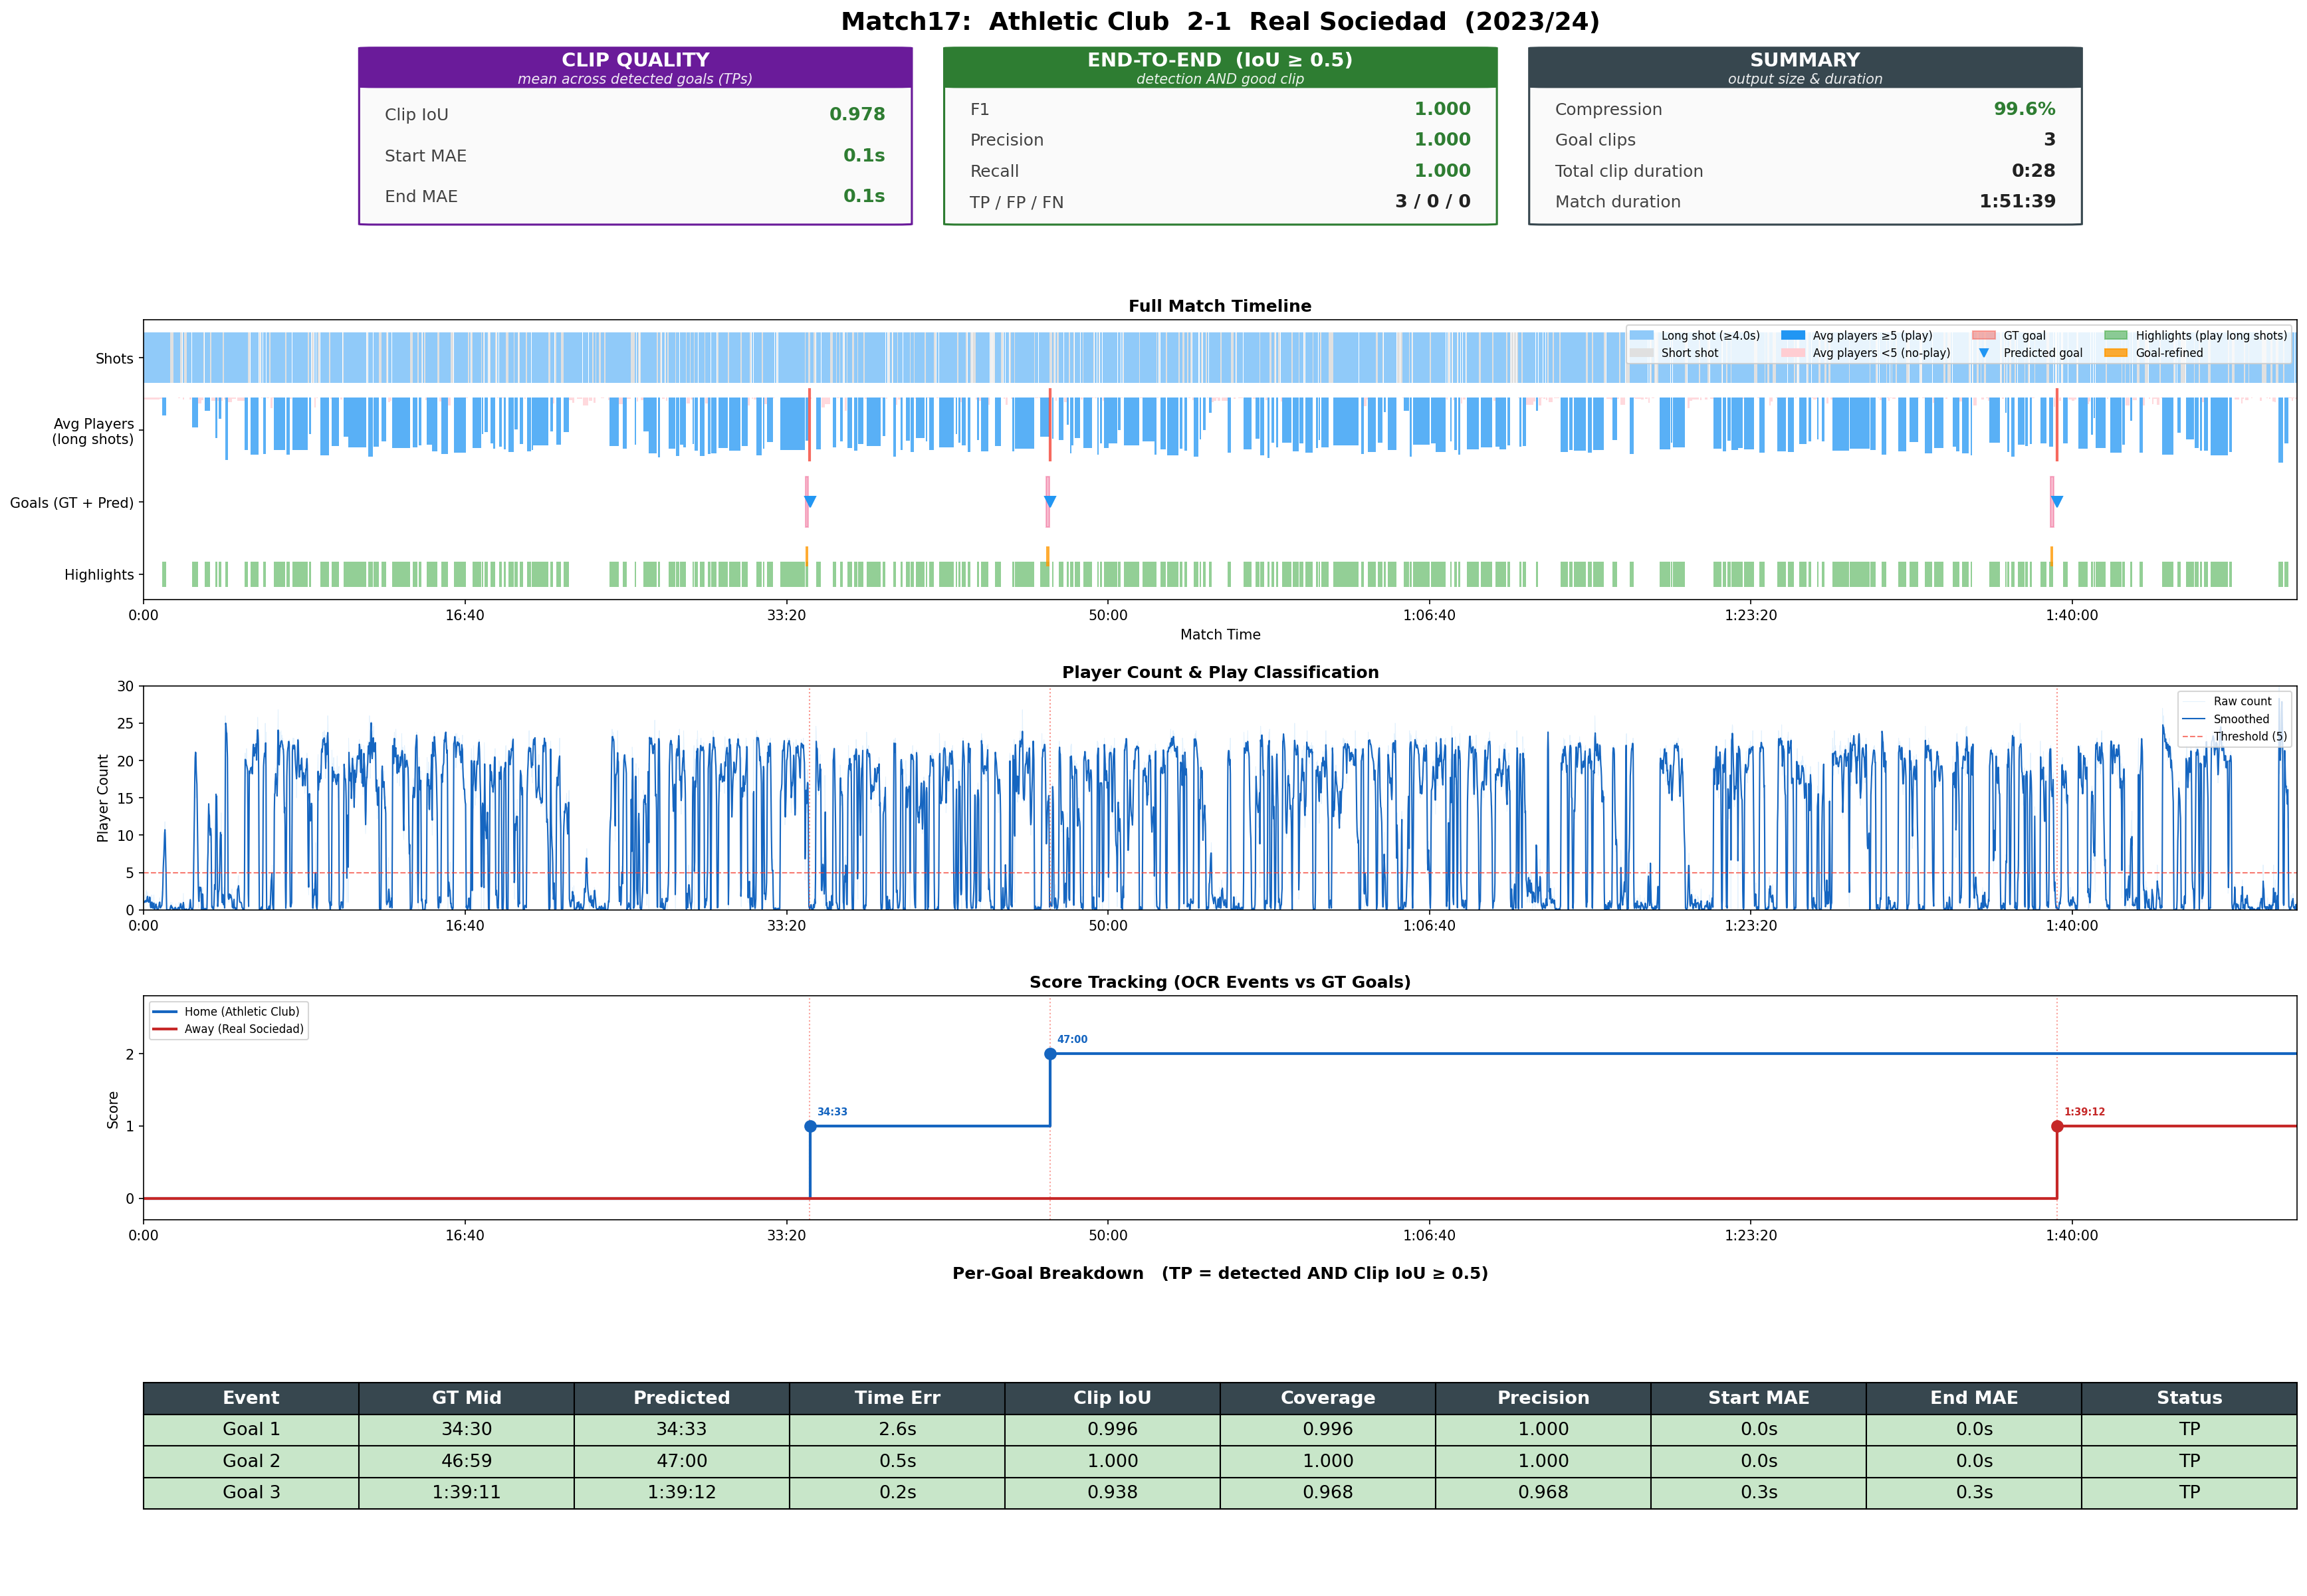 Match17:  Athletic Club  2-1  Real Sociedad  (2023/24)
CLIP QUALITY
mean across detected goals (TPs)
Clip IoU 0.978
Start MAE 0.1s
End MAE 0.1s
END-TO-END  (IoU ≥ 0.5)
detection AND good clip
F1 1.000
Precision 1.000
Recall 1.000
TP / FP / FN 3 / 0 / 0
SUMMARY
output size & duration
Compression 99.6%
Goal clips 3
Total clip duration 0:28
Match duration 1:51:39
Full Match Timeline
Long shot (≥4.0s)
Short shot
Avg players ≥5 (play)
Avg players <5 (no-play)
GT goal
Predicted goal
Highlights (play long shots)
Goal-refined
Shots
Avg Players
(long shots)
Goals (GT + Pred)
Highlights
0:00 16:40 33:20 50:00 1:06:40 1:23:20 1:40:00
Match Time
Player Count & Play Classification
Player Count
30
25
20
15
10
5
0
Raw count
Smoothed
Threshold (5)
0:00 16:40 33:20 50:00 1:06:40 1:23:20 1:40:00
Score Tracking (OCR Events vs GT Goals)
Home (Athletic Club)
Away (Real Sociedad)
Score
2
1
0
47:00
34:33
1:39:12
0:00 16:40 33:20 50:00 1:06:40 1:23:20 1:40:00
Per-Goal Breakdown   (TP = detected AND Clip IoU ≥ 0.5)
Event GT Mid Predicted Time Err Clip IoU Coverage Precision Start MAE End MAE Status
Goal 1 34:30 34:33 2.6s 0.996 0.996 1.000 0.0s 0.0s TP
Goal 2 46:59 47:00 0.5s 1.000 1.000 1.000 0.0s 0.0s TP
Goal 3 1:39:11 1:39:12 0.2s 0.938 0.968 0.968 0.3s 0.3s TP